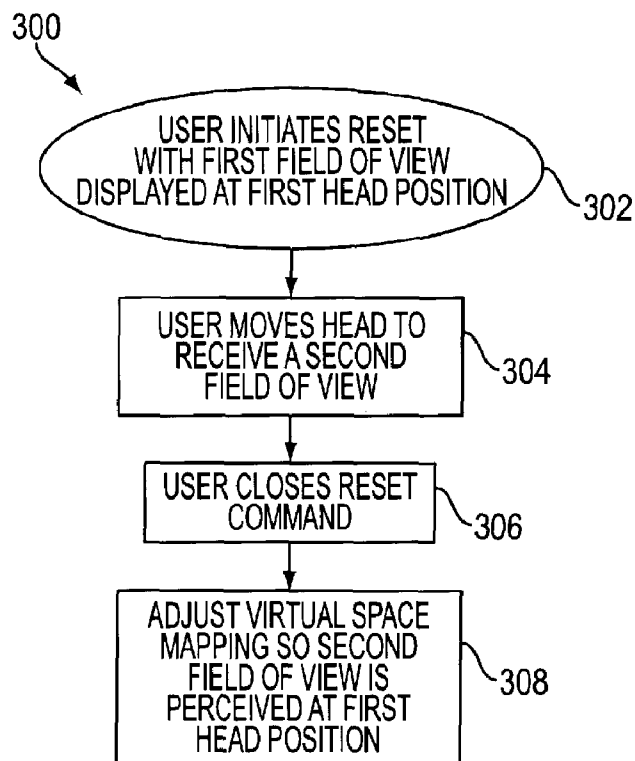 300
USER INITIATES RESET
WITH FIRST FIELD OF VIEW
DISPLAYED AT FIRST HEAD POSITION
302
USER MOVES HEAD TO
RECEIVE A SECOND
FIELD OF VIEW
304
USER CLOSES RESET
COMMAND
306
ADJUST VIRTUAL SPACE
MAPPING SO SECOND
FIELD OF VIEW IS
PERCEIVED AT FIRST
HEAD POSITION
308